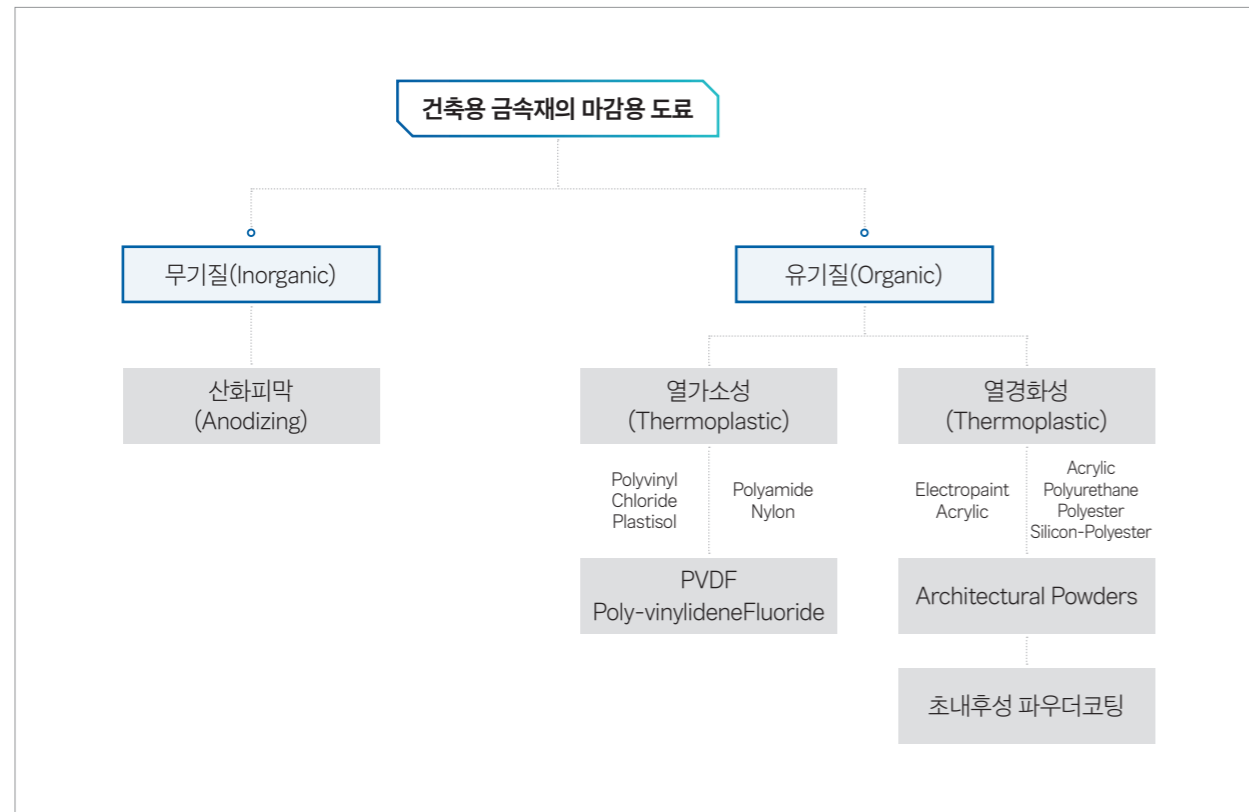 건축용 금속재의 마감용 도료
무기질(Inorganic)
유기질(Organic)
산화피막
(Anodizing)
열가소성
(Thermoplastic)
열경화성
(Thermoplastic)
Polyvinyl
Chloride
Plastisol
Polyamide
Nylon
Electropaint
Acrylic
Acrylic
Polyurethane
Polyester
Silicon-Polyester
PVDF
Poly-vinylideneFluoride
Architectural Powders
초내후성 파우더코팅